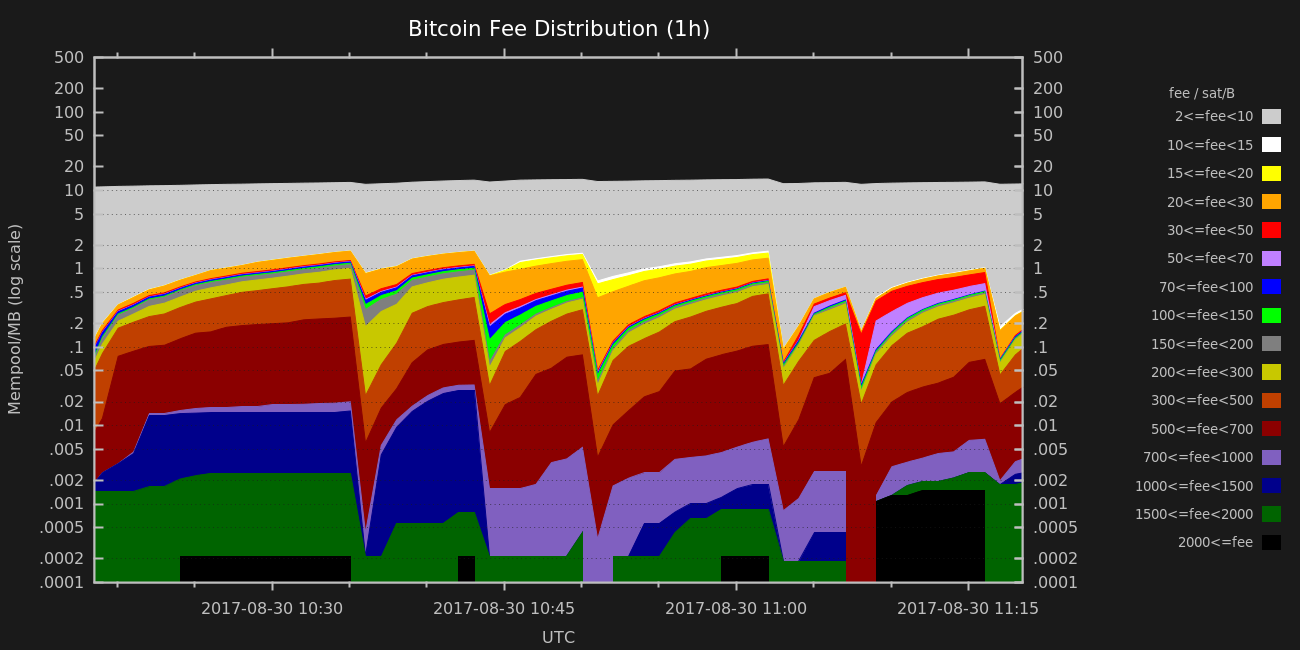 Bitcoin Fee Distribution (1h)
500 500
200 200
100 100
50 50
20 20
10 10
5 5
2 2
1 1
.5 .5
.2 .2
.1 .1
.05 .05
.02 .02
.01 .01
.005 .005
.002 .002
.001 .001
.0005 .0005
.0002 .0002
.0001 .0001
Mempool/MB (log scale)
2017-08-30 10:30 2017-08-30 10:45 2017-08-30 11:00 2017-08-30 11:15
UTC
fee / sat/B
2<=fee<10
10<=fee<15
15<=fee<20
20<=fee<30
30<=fee<50
50<=fee<70
70<=fee<100
100<=fee<150
150<=fee<200
200<=fee<300
300<=fee<500
500<=fee<700
700<=fee<1000
1000<=fee<1500
1500<=fee<2000
2000<=fee